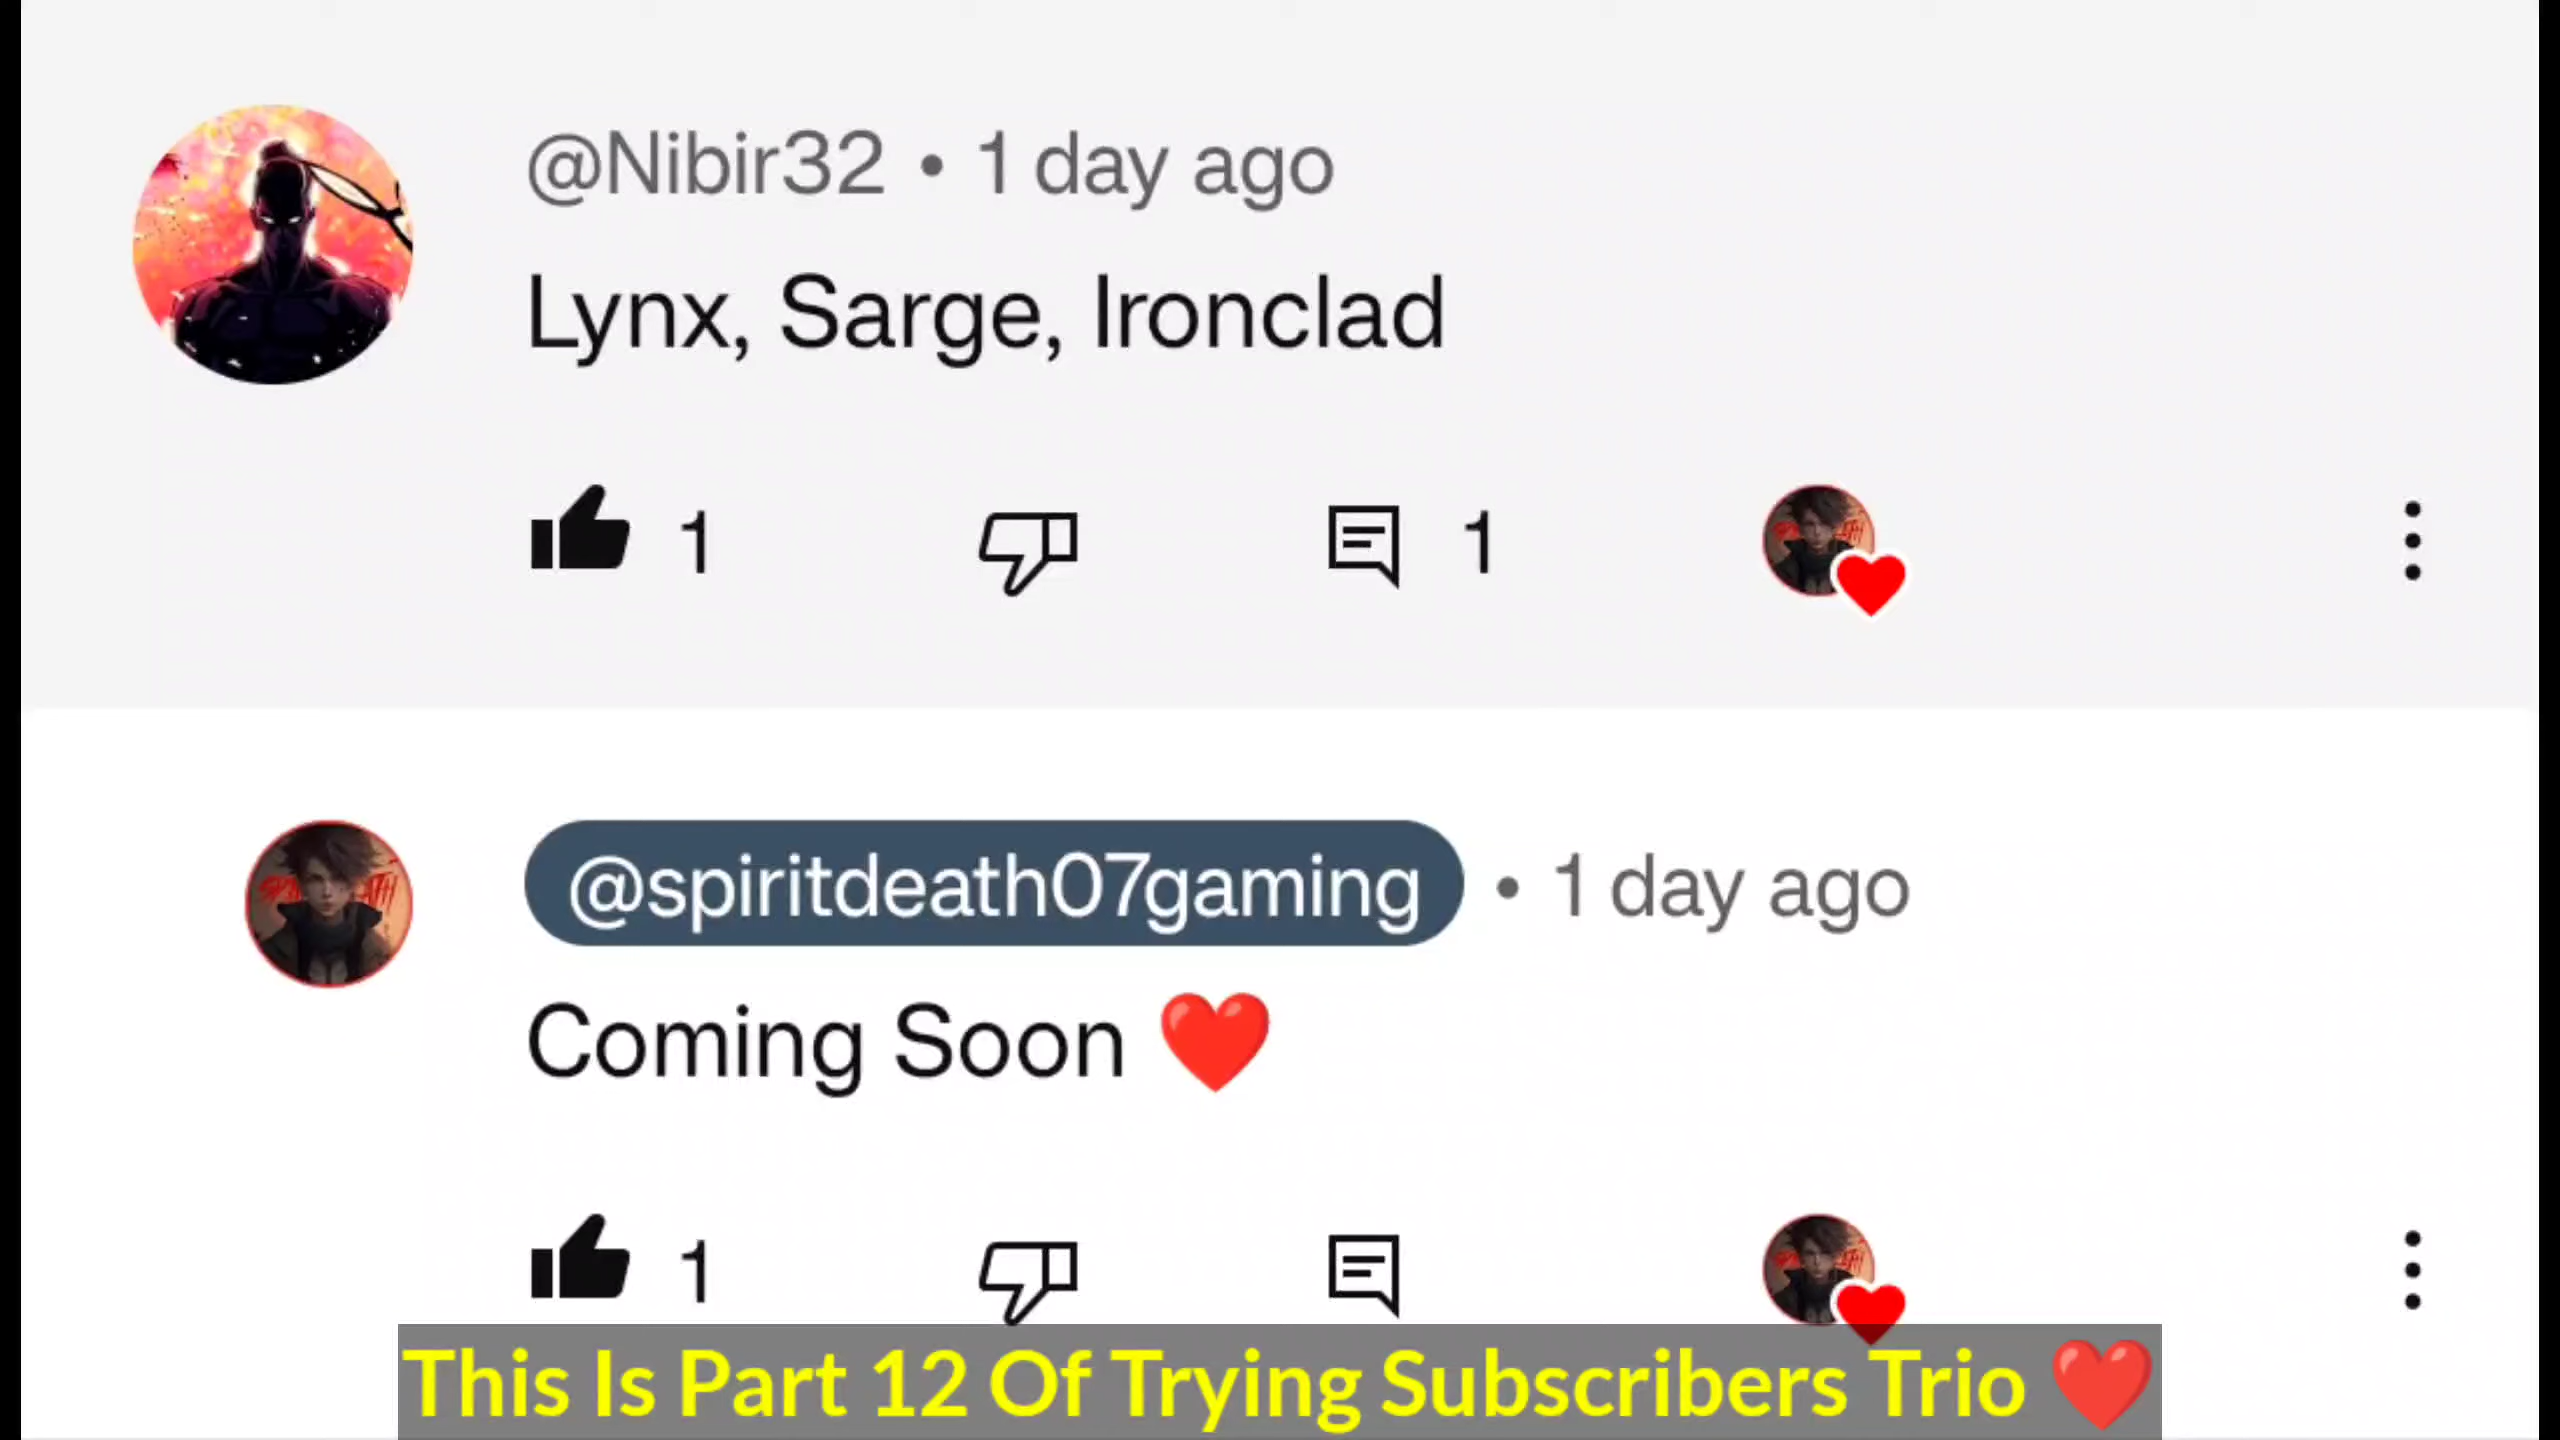 @Nibir32 • 1 day ago
Lynx, Sarge, Ironclad
1 1
@spiritdeath07gaming • 1 day ago
Coming Soon ❤️
1
This Is Part 12 Of Trying Subscribers Trio ❤️